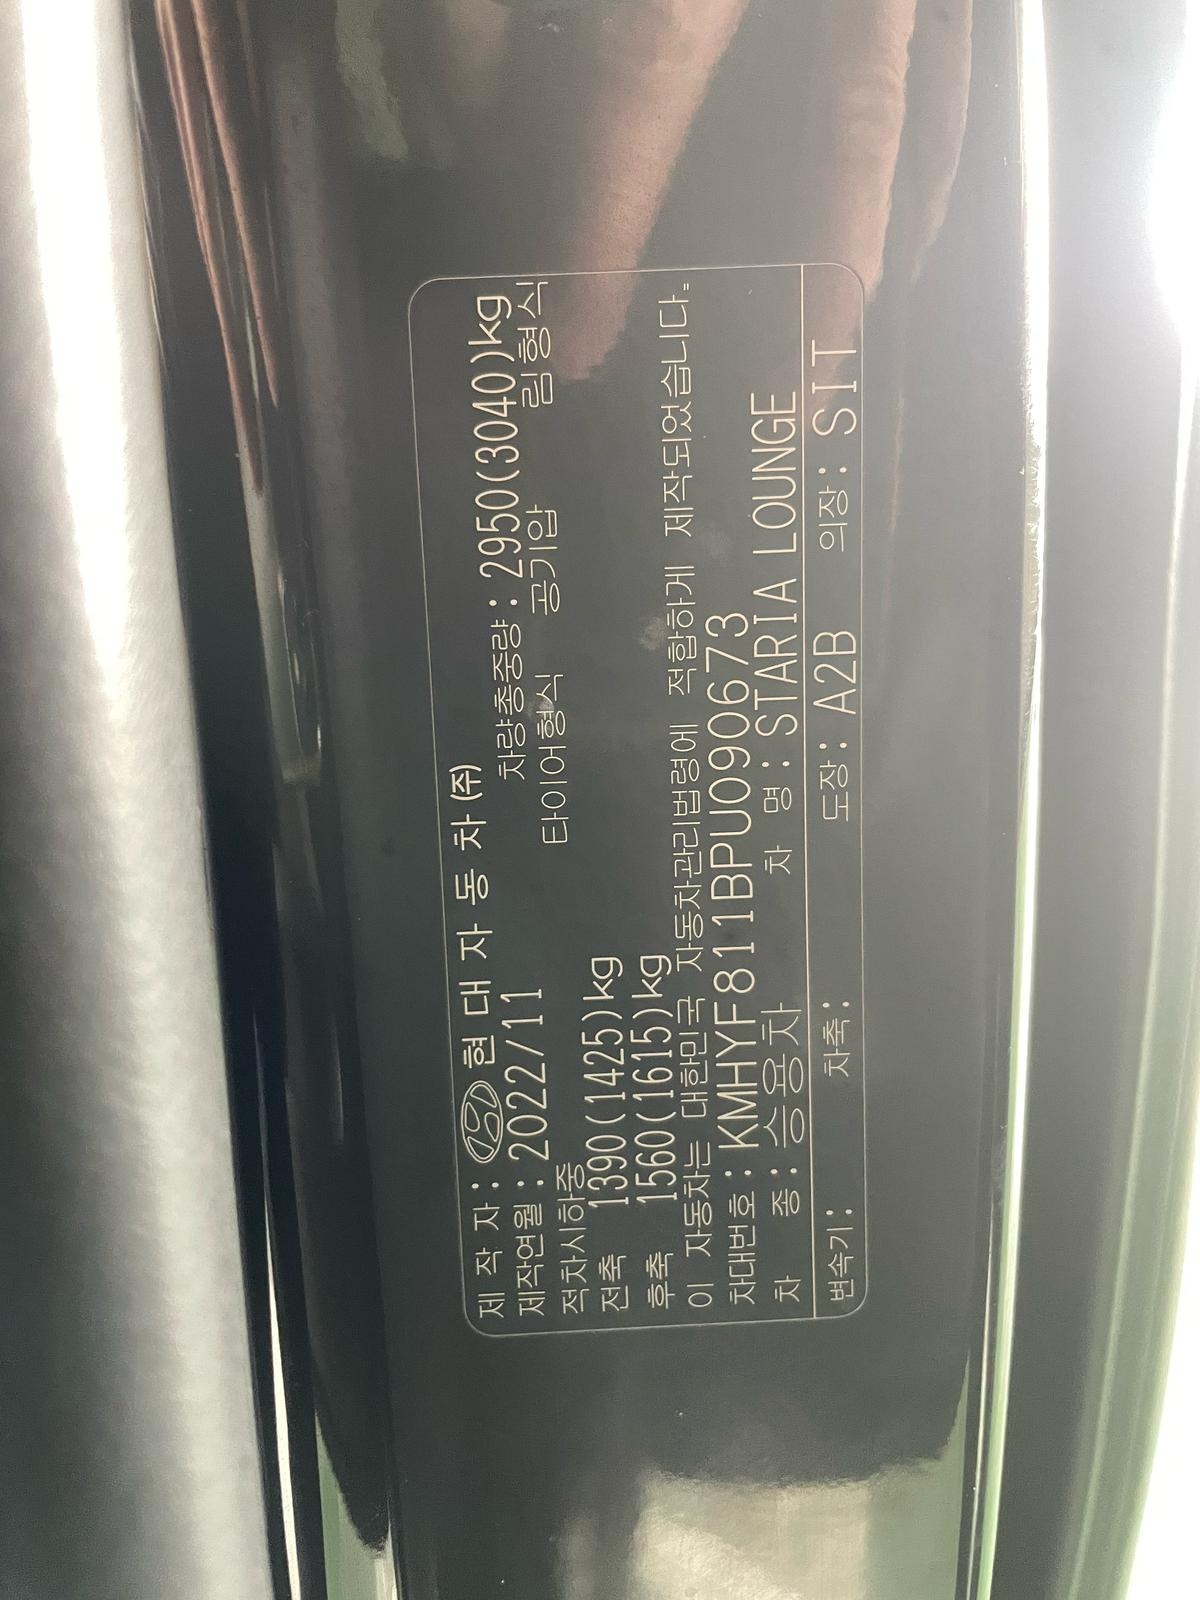 제 작 자 : 현 대 자 동 차 (주)
제작연월 : 2022/11 차량총중량 : 2950(3040)kg
적차시하중 타이어형식 공기압 림형식
전축 1390(1425)kg
후축 1560(1615)kg
이 자동차는 대한민국 자동차관리법령에 적합하게 제작되었습니다.
차대번호 : KMHYF811BPU090673
차 종 : 승용차 차 명 : STARIA LOUNGE
변속기 : 차축 : 도장 : A2B 의장 : SIT